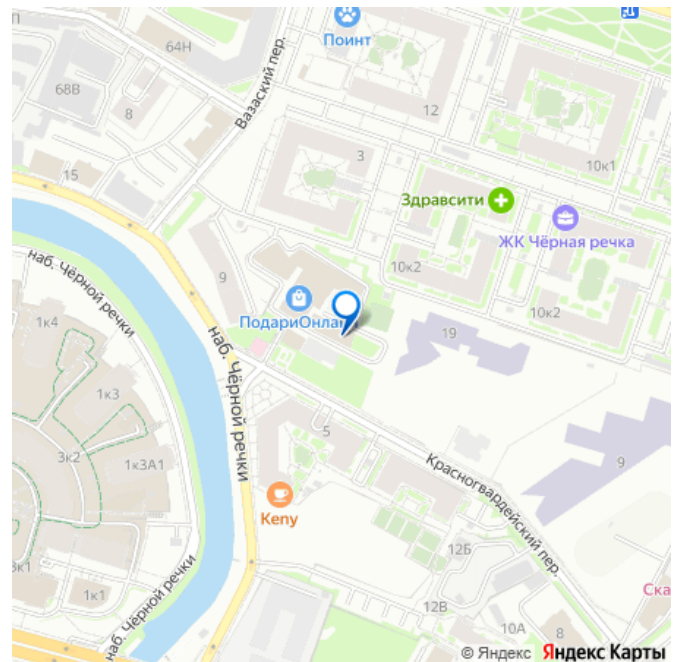 П
64Н
Поинт
Вазаский пер.
68В
8
12
3
10к1
15
Здравсити
ЖК Чёрная речка
наб. Чёрной речки
9
10к2
10к2
1к4
ПодариОнлай
наб. Чёрной речки
19
1к3
5
3к2
1к3А1
Красногвардейский пер.
9
Keny
12Б
3к1
1к1
наб. Чёрной речки
12В
Ска
10А
8
© Яндекс Яндекс Карты